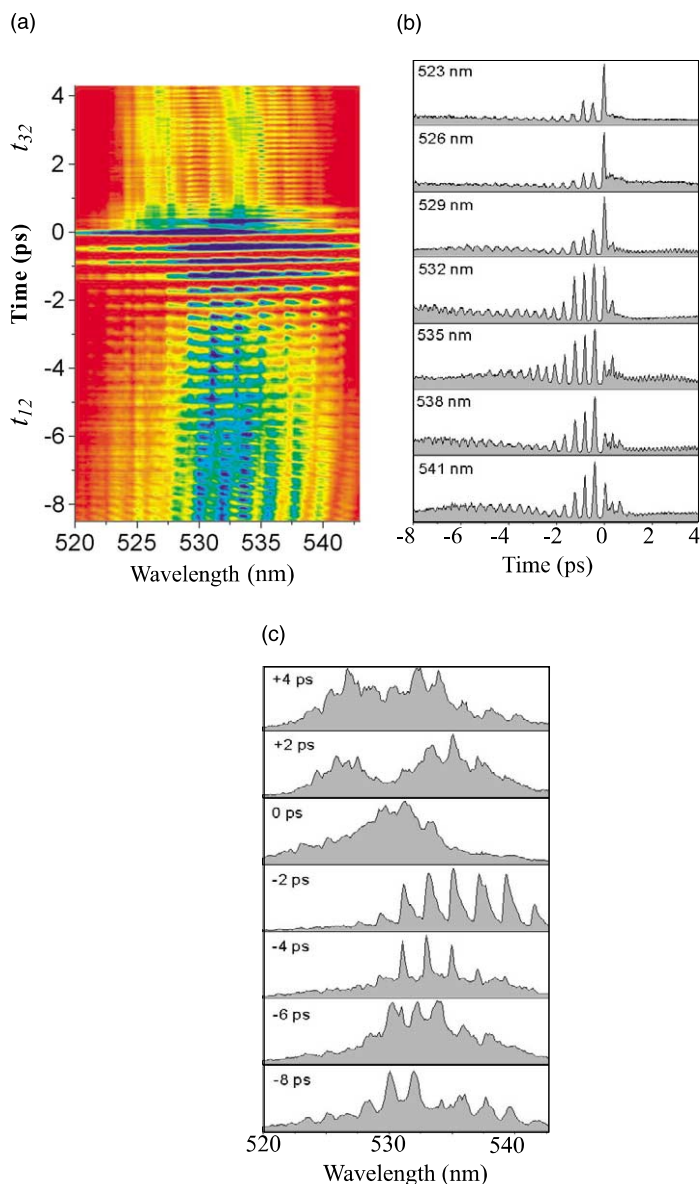 (a)
t32
Time (ps)
t12
4
2
0
-2
-4
-6
-8
520 525 530 535 540
Wavelength (nm)
(b)
523 nm
526 nm
529 nm
532 nm
535 nm
538 nm
541 nm
-8 -6 -4 -2 0 2 4
Time (ps)
(c)
+4 ps
+2 ps
0 ps
-2 ps
-4 ps
-6 ps
-8 ps
520 530 540
Wavelength (nm)